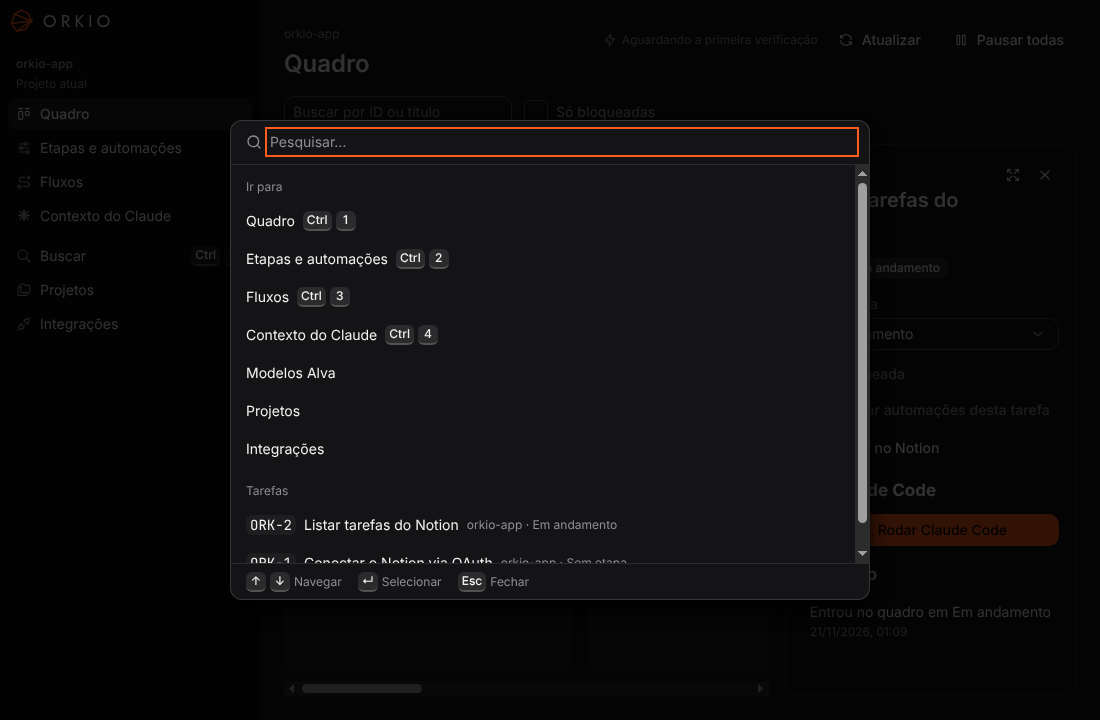 ORKIO
orkio-app
Projeto atual
Quadro
Etapas e automações
Fluxos
Contexto do Claude
Buscar
Ctrl
Projetos
Integrações
orkio-app
Quadro
Aguardando a primeira verificação
Atualizar
Pausar todas
Buscar por ID ou título
Só bloqueadas
Pesquisar...
Ir para
Quadro Ctrl 1
Etapas e automações Ctrl 2
Fluxos Ctrl 3
Contexto do Claude Ctrl 4
Modelos Alva
Projetos
Integrações
Tarefas
ORK-2 Listar tarefas do Notion orkio-app · Em andamento
ORK-1 Conectar o Notion via OAuth orkio-app · Sem etapa
↑ ↓ Navegar ↵ Selecionar Esc Fechar
tarefas do
andamento
automações desta tarefa
no Notion
Code
Rodar Claude Code
Entrou no quadro em Em andamento
21/11/2026, 01:09